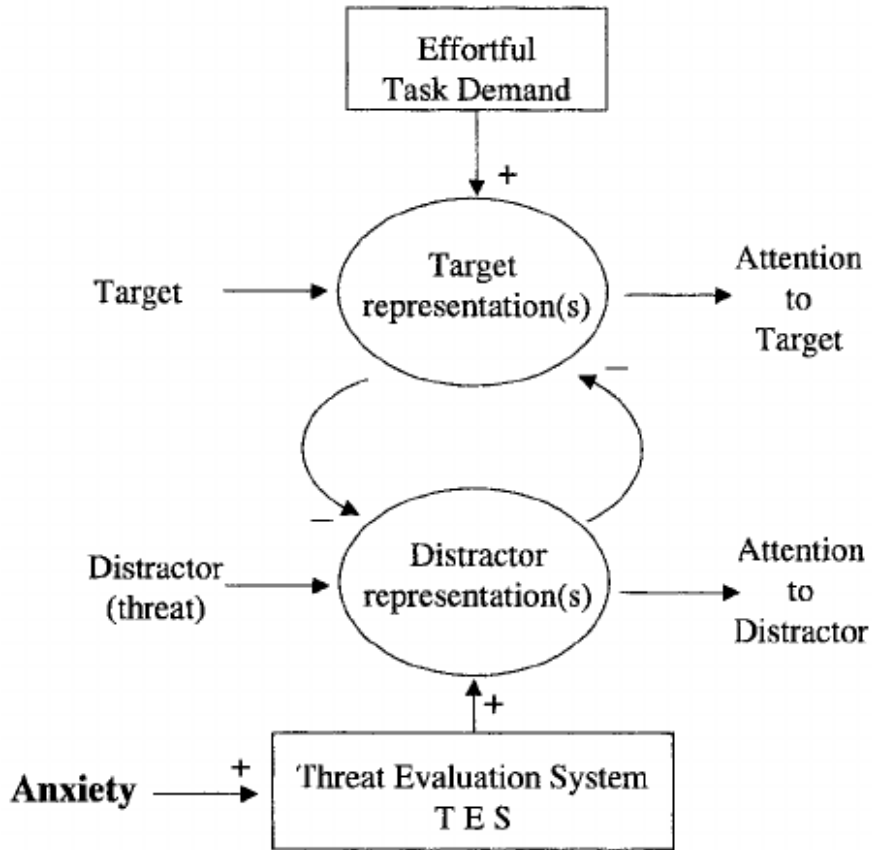 Effortful
Task Demand
+
Target
Target
representation(s)
Attention
to
Target
–
–
Distractor
(threat)
Distractor
representation(s)
Attention
to
Distractor
+
Anxiety
+
Threat Evaluation System
T E S